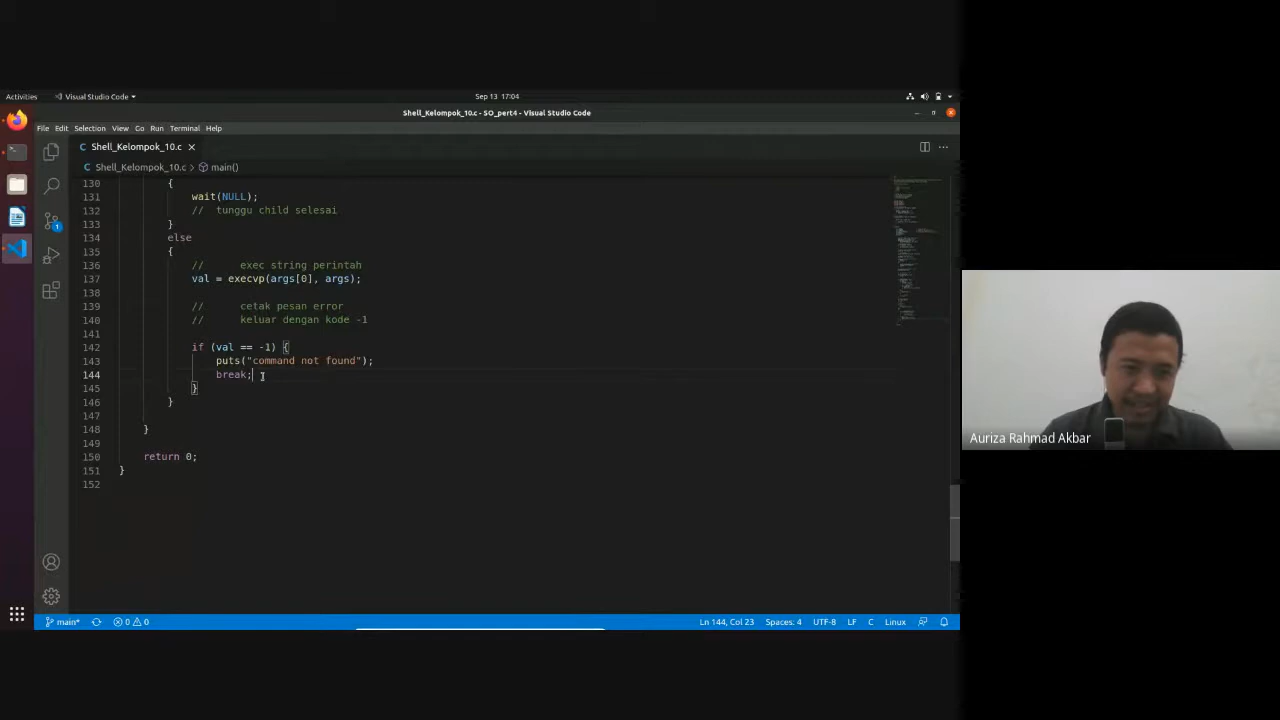 Activities
Visual Studio Code
Sep 13 17:04
Shell_Kelompok_10.c - SO_pert4 - Visual Studio Code
File Edit Selection View Go Run Terminal Help
C Shell_Kelompok_10.c
C Shell_Kelompok_10.c > main()
130 {
131 wait(NULL);
132 // tunggu child selesai
133 }
134 else
135 {
136 // exec string perintah
137 val = execvp(args[0], args);
138
139 // cetak pesan error
140 // keluar dengan kode -1
141
142 if (val == -1) {
143 puts("command not found");
144 break;
145 }
146 }
147
148 }
149
150 return 0;
151 }
152
1
main* 0 0 Ln 144, Col 23 Spaces: 4 UTF-8 LF C Linux
Auriza Rahmad Akbar